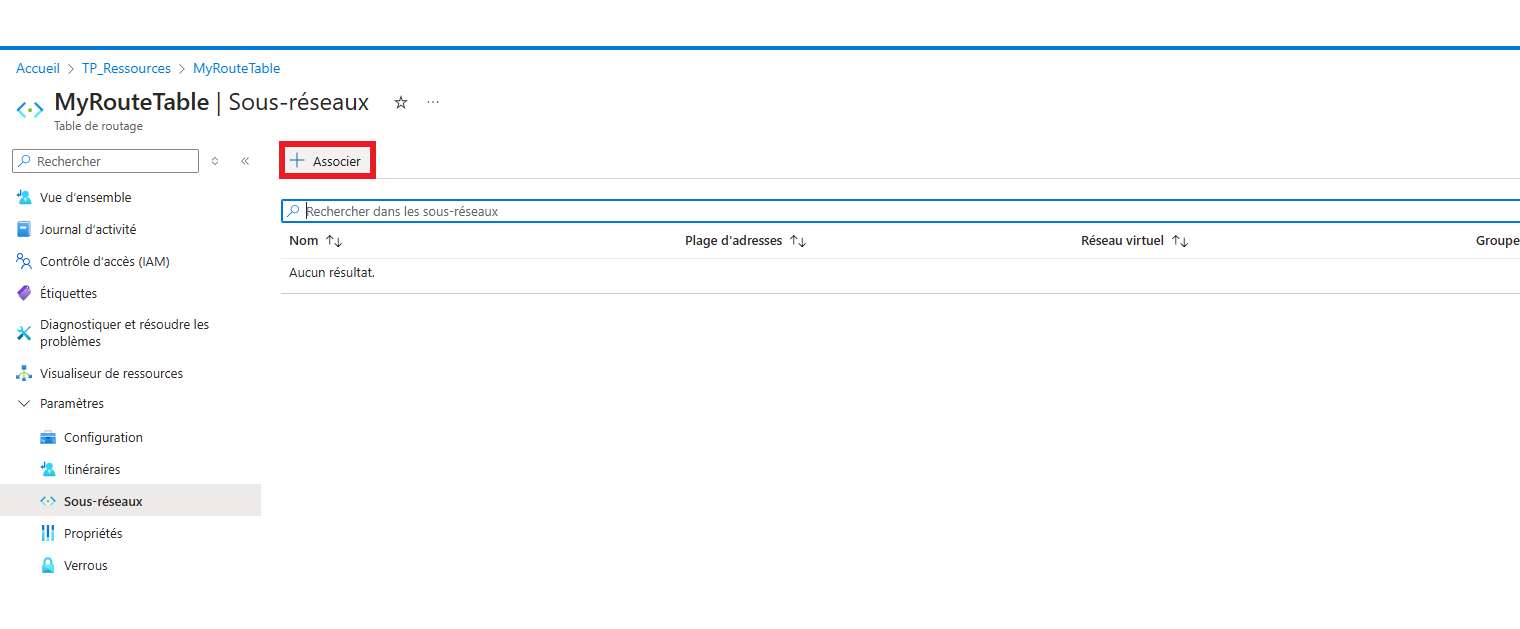 Accueil > TP_Ressources > MyRouteTable
MyRouteTable | Sous-réseaux ☆ ...
Table de routage
Rechercher
+ Associer
Rechercher dans les sous-réseaux
Nom ↑↓ Plage d'adresses ↑↓ Réseau virtuel ↑↓ Groupe
Aucun résultat.
Vue d’ensemble
Journal d’activité
Contrôle d’accès (IAM)
Étiquettes
Diagnostiquer et résoudre les
problèmes
Visualiseur de ressources
Paramètres
Configuration
Itinéraires
Sous-réseaux
Propriétés
Verrous